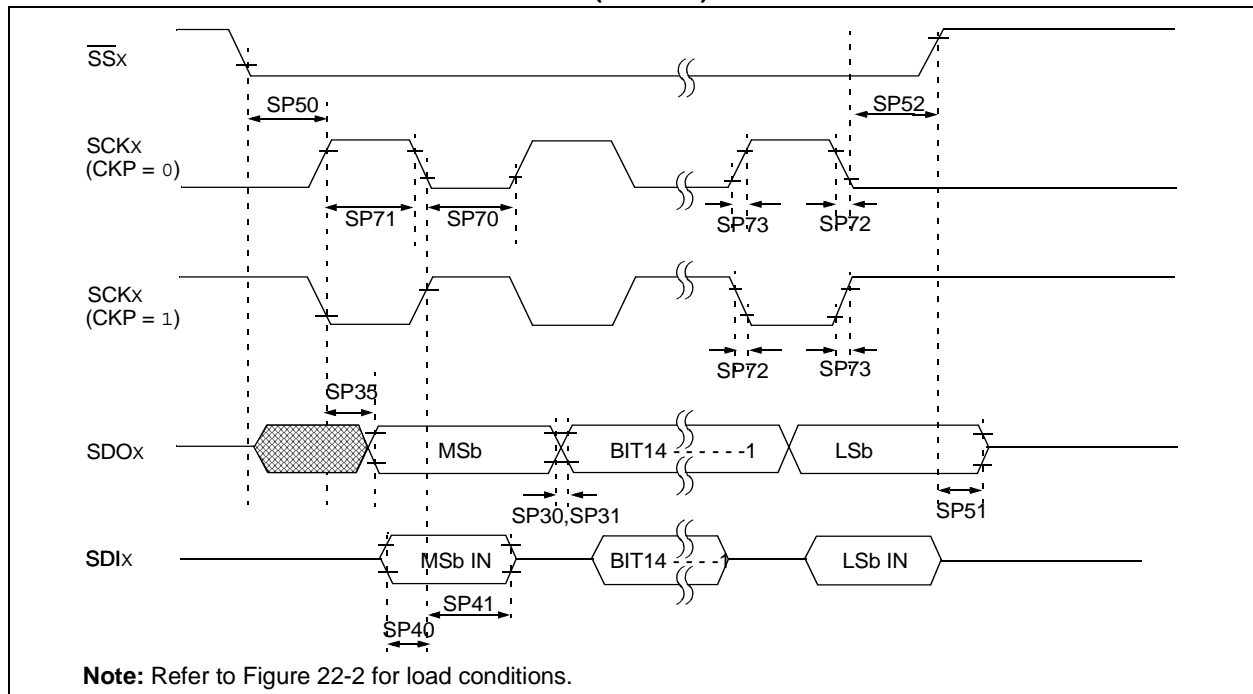 SSx
SP50
SP52
SCKx
(CKP = 0)
SP71
SP70
SP73
SP72
SCKx
(CKP = 1)
SP72
SP73
SP35
SDOx
MSb
BIT14 - - - - - -1
LSb
SP30,SP31
SP51
SDIx
MSb IN
BIT14 - - - -1
LSb IN
SP41
SP40
Note: Refer to Figure 22-2 for load conditions.